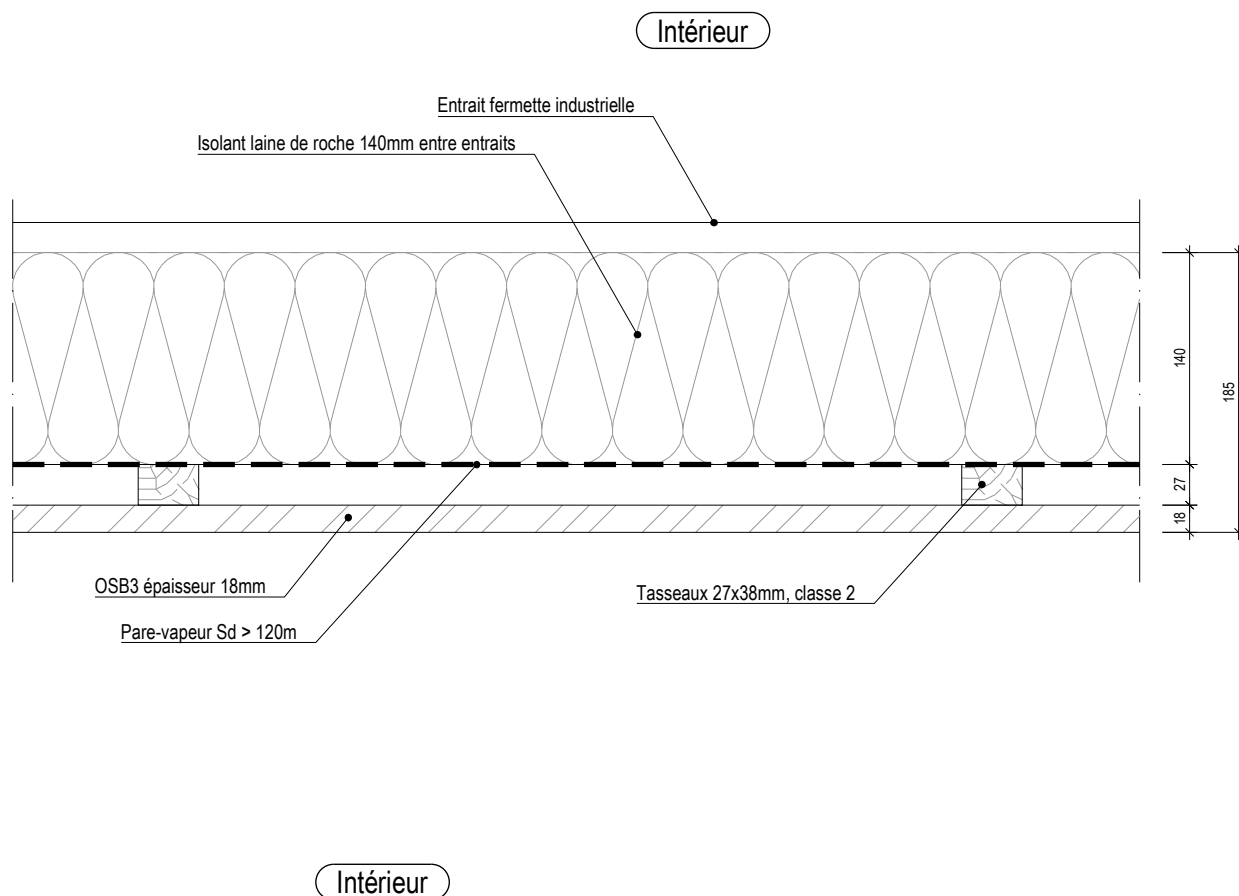 Intérieur
Entrait fermette industrielle
Isolant laine de roche 140mm entre entraits
140
185
27
18
OSB3 épaisseur 18mm
Tasseaux 27x38mm, classe 2
Pare-vapeur Sd > 120m
Intérieur